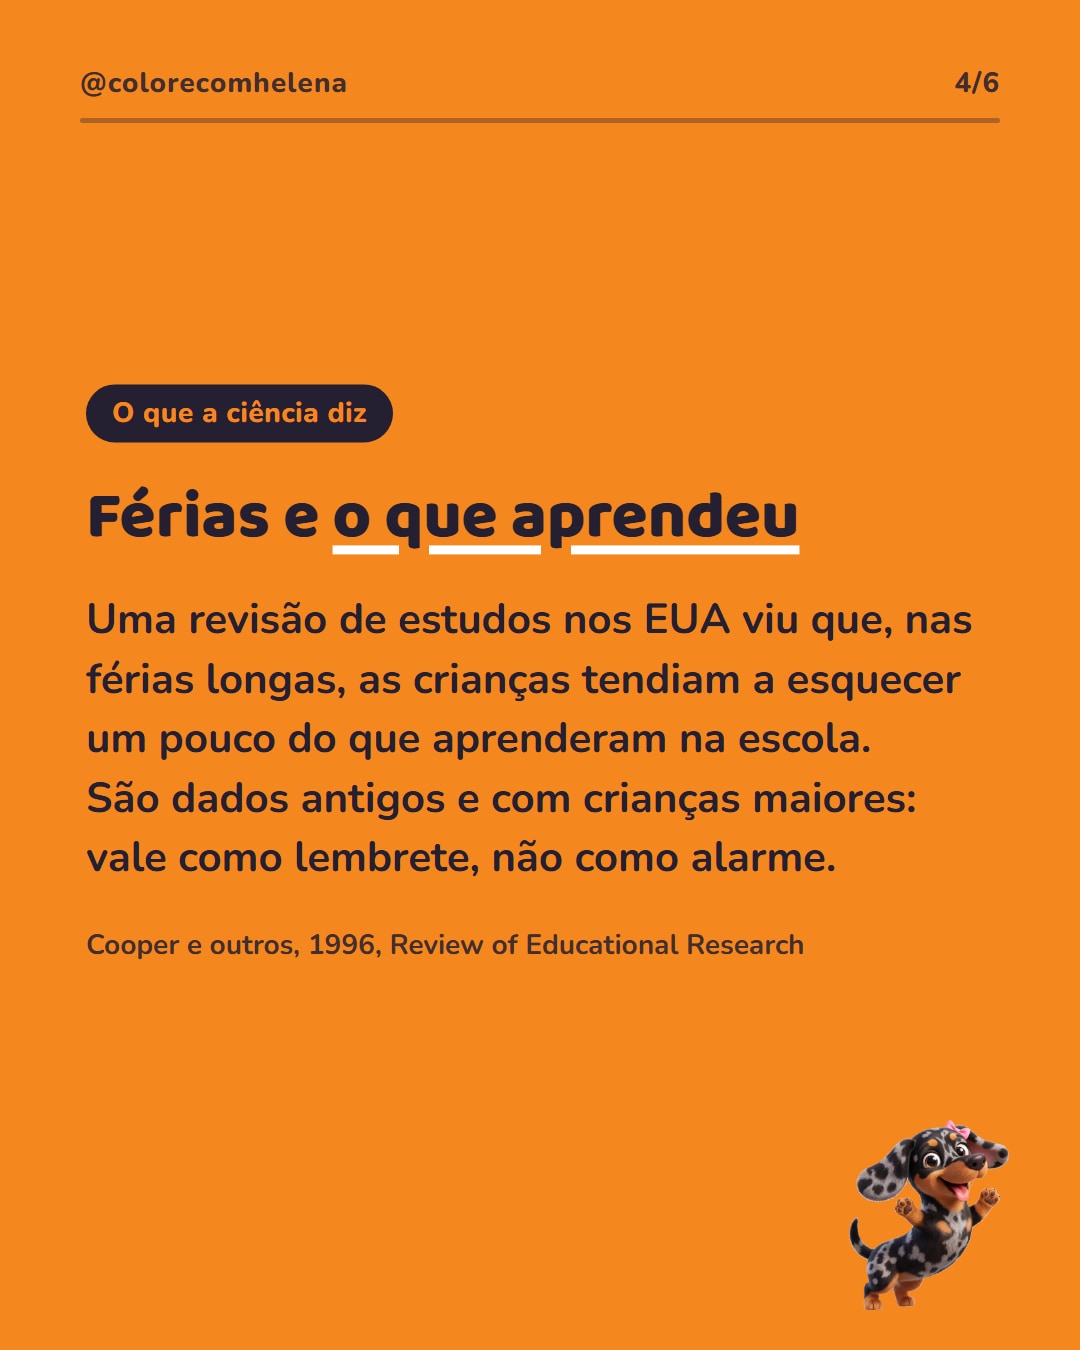 @colorecomhelena
4/6
O que a ciência diz
Férias e o que aprendeu
Uma revisão de estudos nos EUA viu que, nas
férias longas, as crianças tendiam a esquecer
um pouco do que aprenderam na escola.
São dados antigos e com crianças maiores:
vale como lembrete, não como alarme.
Cooper e outros, 1996, Review of Educational Research